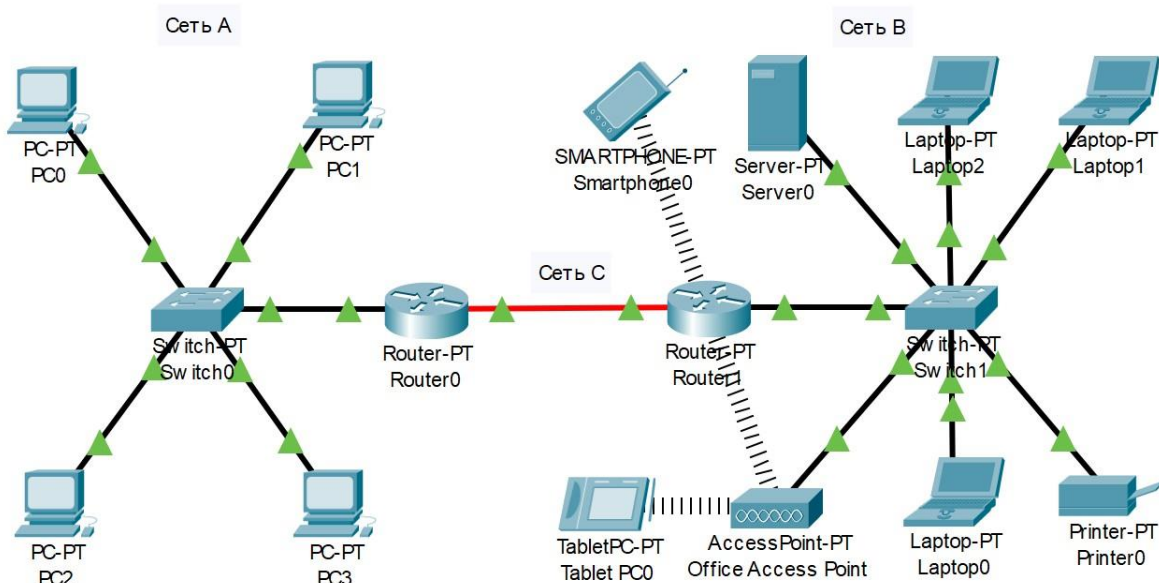 Сеть A
Сеть B
PC-PT
PC0
PC-PT
PC1
SMARTPHONE-PT
Smartphone0
Server-PT
Server0
Laptop-PT
Laptop2
Laptop-PT
Laptop1
Сеть C
Switch-PT
Switch0
Router-PT
Router0
Router-PT
Router1
Switch-PT
Switch1
PC-PT
PC2
PC-PT
PC3
TabletPC-PT
Tablet PC0
AccessPoint-PT
Office Access Point
Laptop-PT
Laptop0
Printer-PT
Printer0